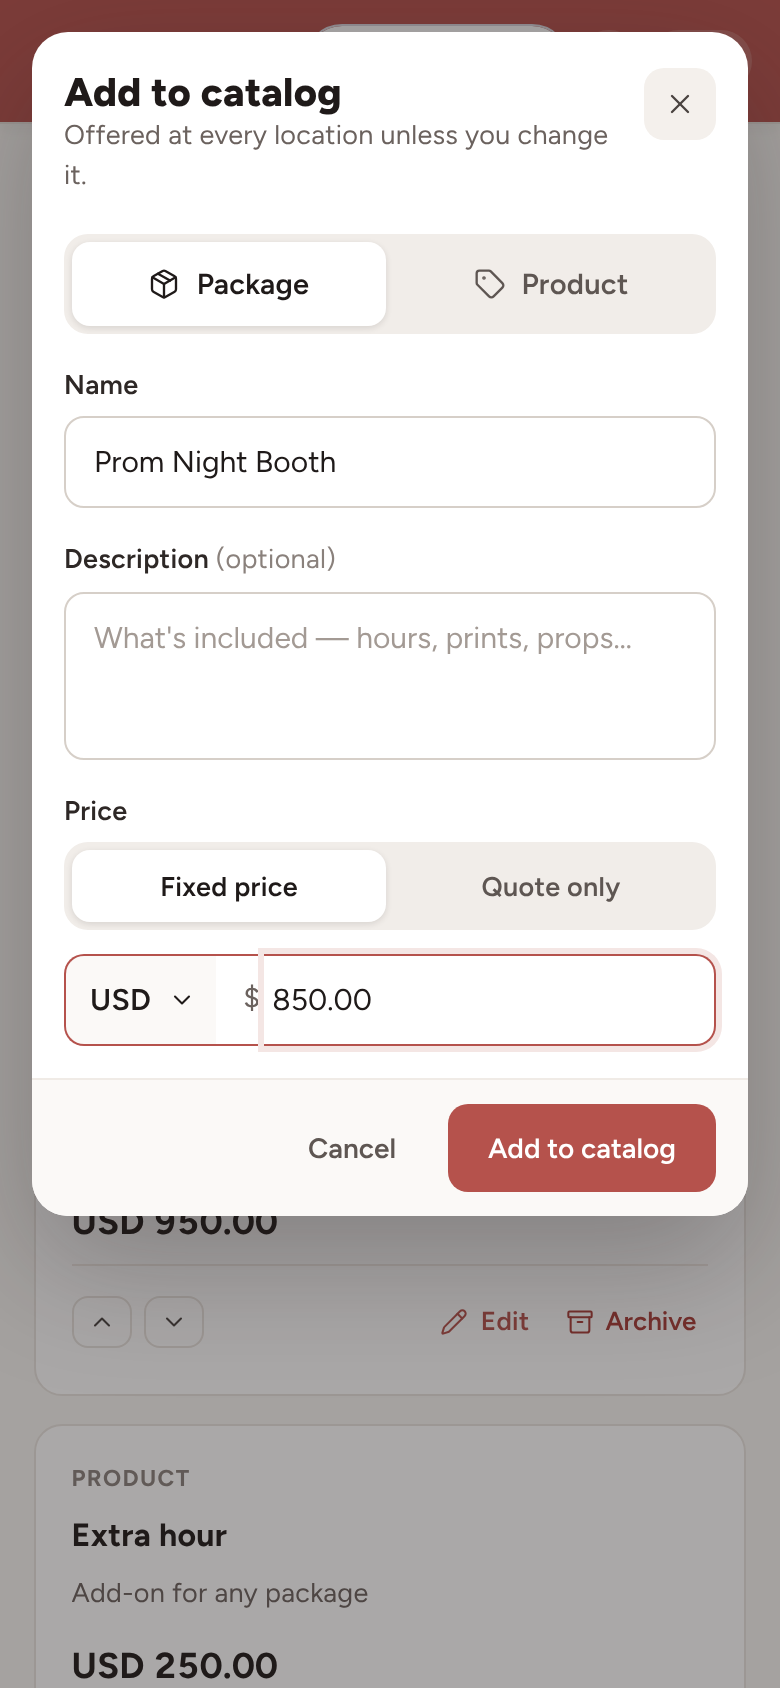 Add to catalog
Offered at every location unless you change
it.
Package
Product
Name
Prom Night Booth
Description (optional)
What's included — hours, prints, props...
Price
Fixed price
Quote only
USD
$ 850.00
Cancel
Add to catalog
USD 950.00
Edit
Archive
PRODUCT
Extra hour
Add-on for any package
USD 250.00